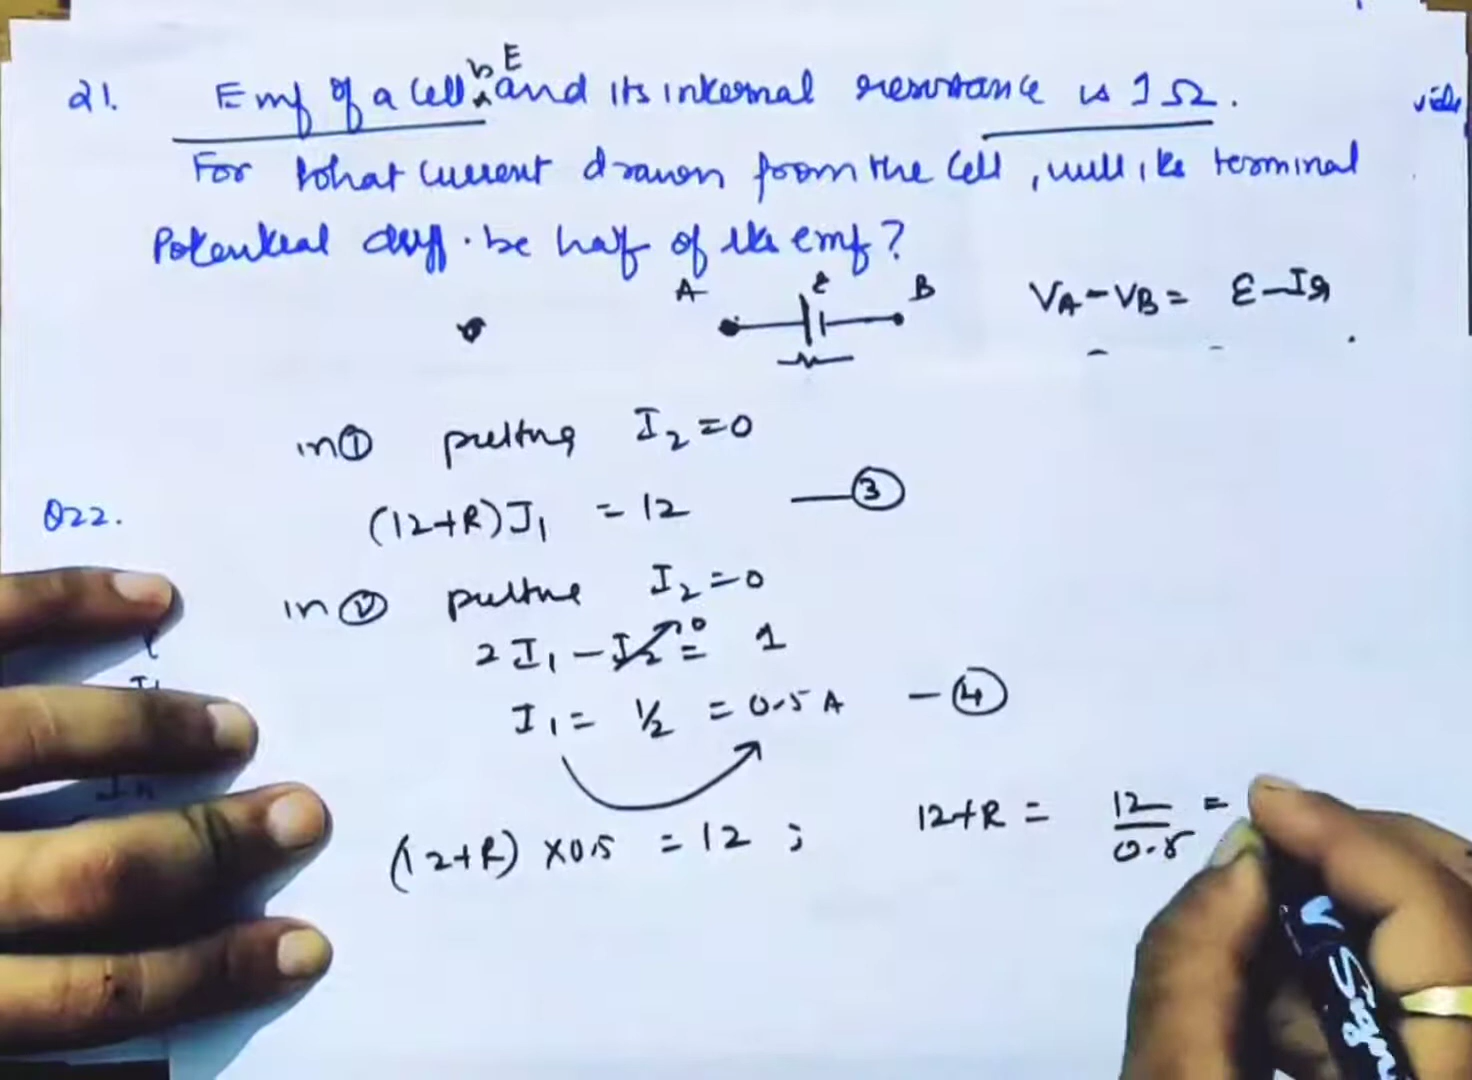 21. Emf of a cell is E and its internal resistance is 1 Ω.
For what current drawn from the cell, will its terminal
Potential diff. be half of its emf?
A ε B VA-VB = ε-Ir
in ① putting I₂=0
Q22. (12+R)I₁ = 12 —③
in ② putting I₂=0
2I₁ - I₂ 0 = 1
I₁ = 1/2 = 0.5 A -④
(12+R) ×0.5 = 12 ; 12+R = 12/0.5 =